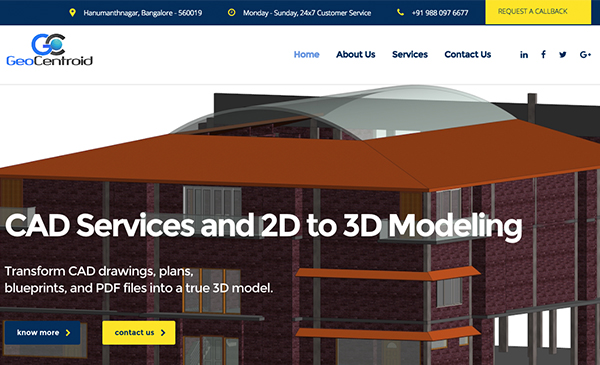 Hanumanthnagar, Bangalore - 560019
Monday - Sunday, 24x7 Customer Service
+91 988 097 6677
REQUEST A CALLBACK
GC
GeoCentroid
Home
About Us
Services
Contact Us
in
f
G+
CAD Services and 2D to 3D Modeling
Transform CAD drawings, plans,
blueprints, and PDF files into a true 3D model.
know more
contact us